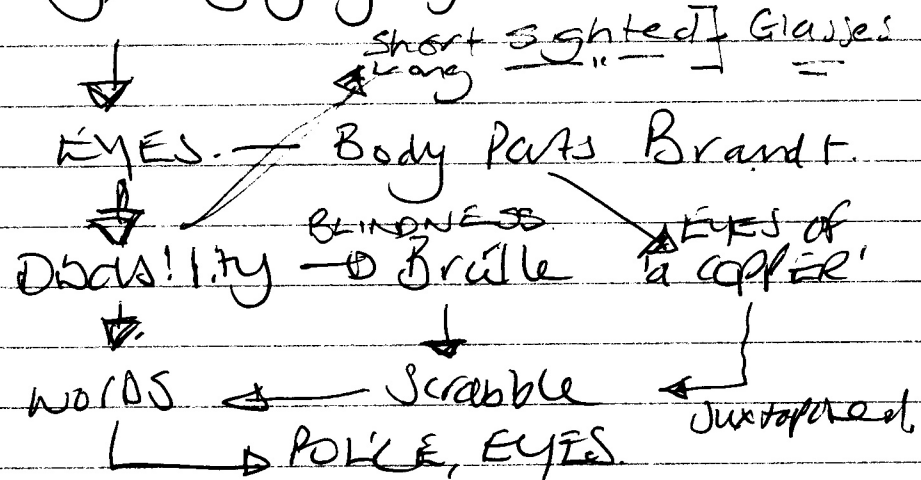 Short sighted] Glasses
Long "
EYES. — Body Parts Brandt.
BLINDNESS EYES of
Disability → Braille 'a COPPER'
words ← Scrabble ← Juxtaposed
→ POLICE, EYES.